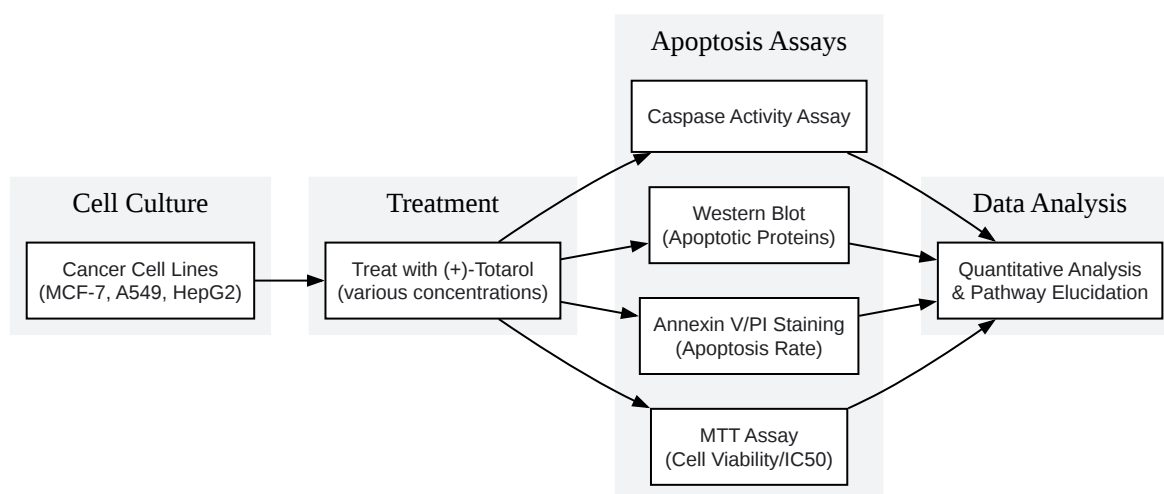 Cell Culture
Cancer Cell Lines
(MCF-7, A549, HepG2)
Treatment
Treat with (+)-Totarol
(various concentrations)
Apoptosis Assays
Caspase Activity Assay
Western Blot
(Apoptotic Proteins)
Annexin V/PI Staining
(Apoptosis Rate)
MTT Assay
(Cell Viability/IC50)
Data Analysis
Quantitative Analysis
& Pathway Elucidation